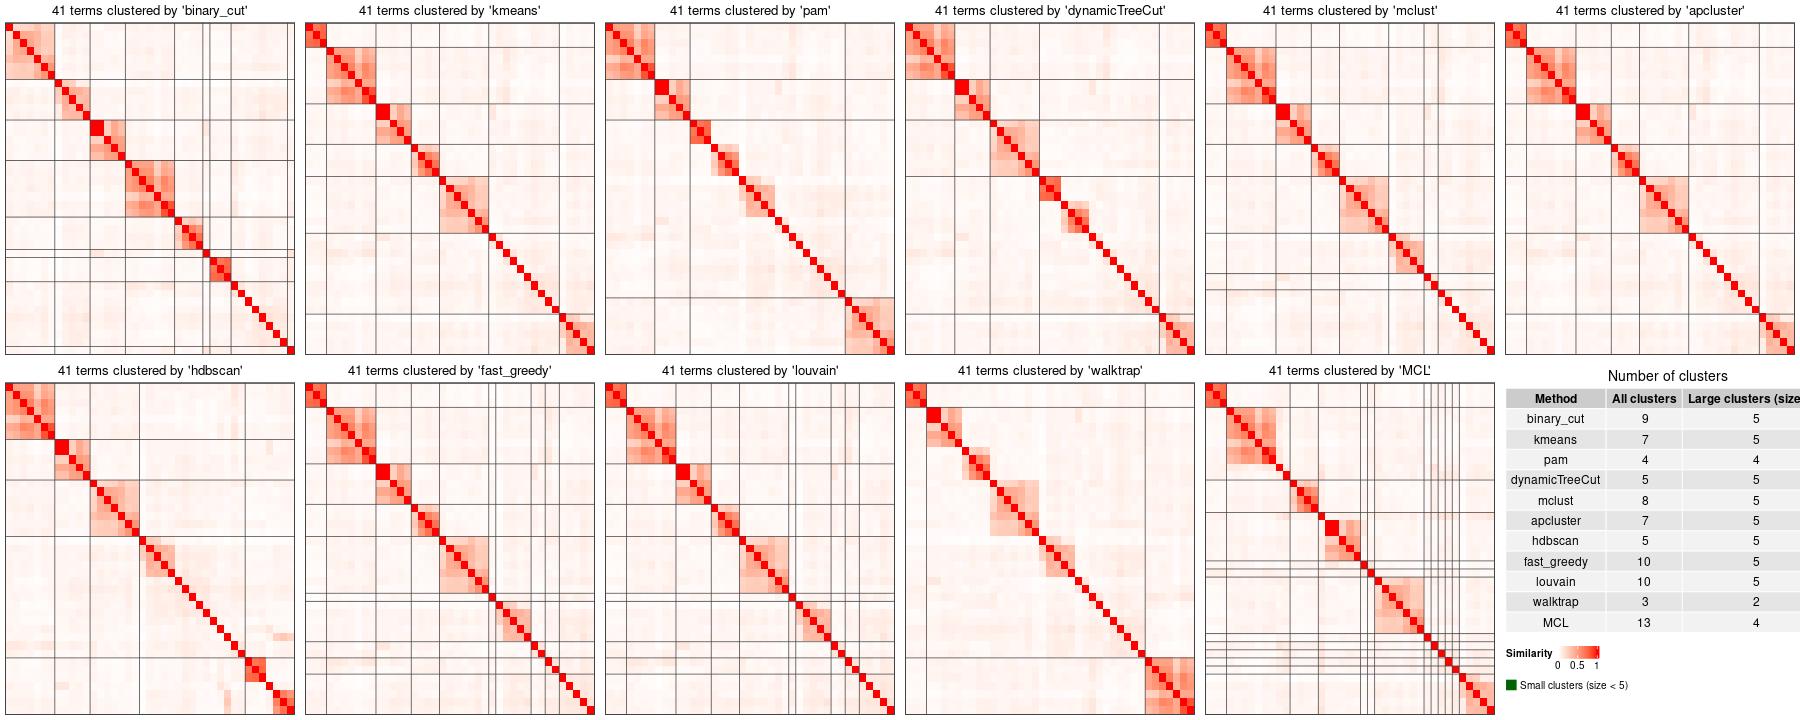 41 terms clustered by 'binary_cut'
41 terms clustered by 'kmeans'
41 terms clustered by 'pam'
41 terms clustered by 'dynamicTreeCut'
41 terms clustered by 'mclust'
41 terms clustered by 'apcluster'
41 terms clustered by 'hdbscan'
41 terms clustered by 'fast_greedy'
41 terms clustered by 'louvain'
41 terms clustered by 'walktrap'
41 terms clustered by 'MCL'
Number of clusters
Method All clusters Large clusters (size
binary_cut 9 5
kmeans 7 5
pam 4 4
dynamicTreeCut 5 5
mclust 8 5
apcluster 7 5
hdbscan 5 5
fast_greedy 10 5
louvain 10 5
walktrap 3 2
MCL 13 4
Similarity
0 0.5 1
Small clusters (size < 5)